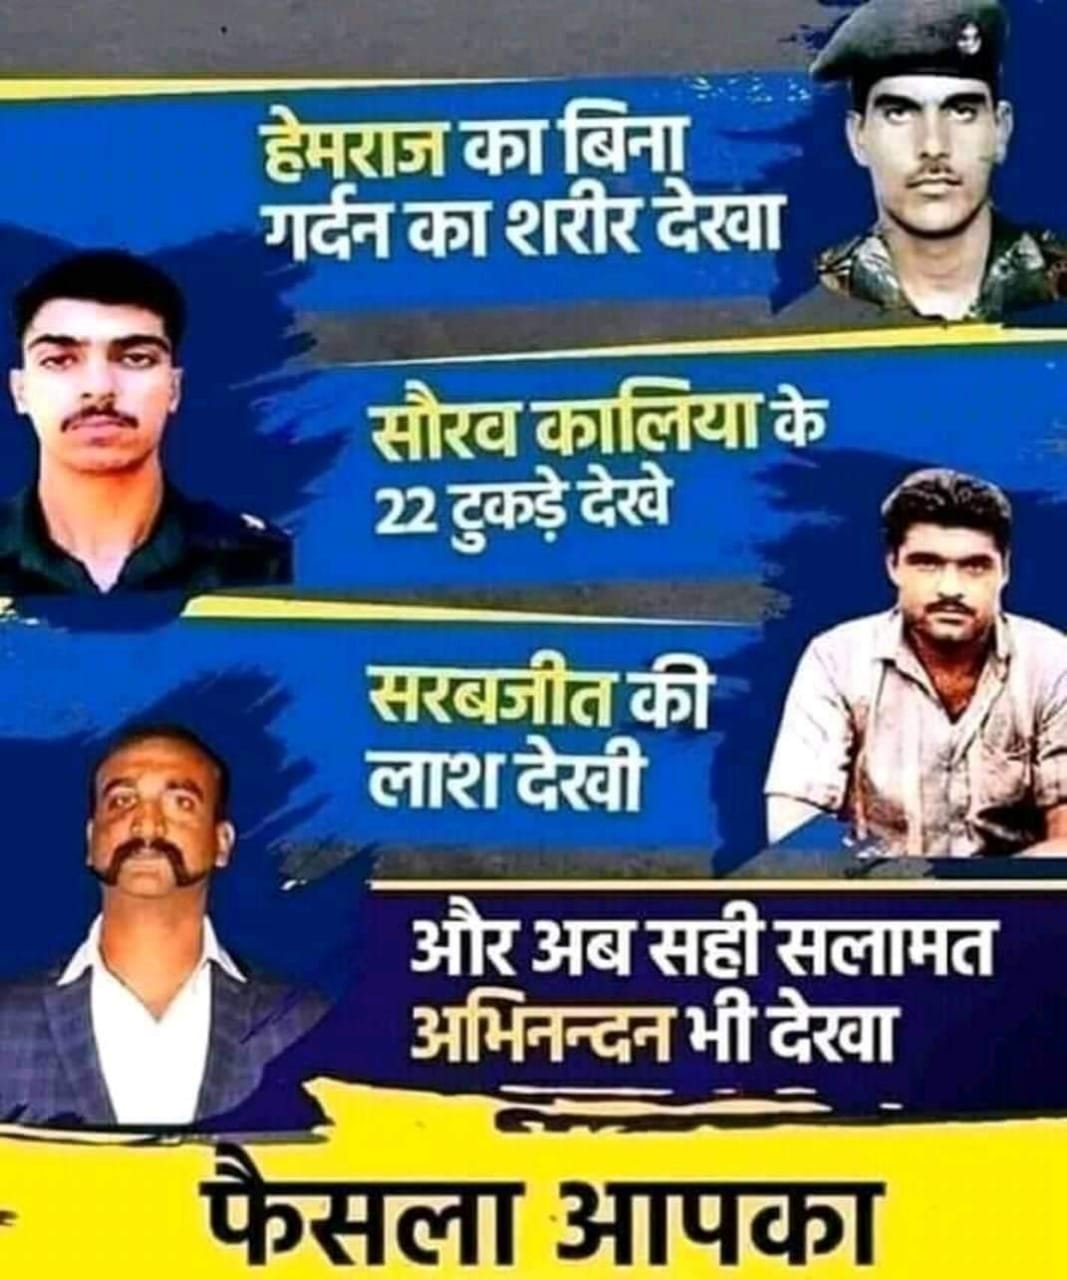 हेमराज का बिना
गर्दन का शरीर देखा
सौरव कालिया के
22 टुकड़े देखे
सरबजीत की
लाश देखी
और अब सही सलामत
अभिनन्दन भी देखा
फैसला आपका